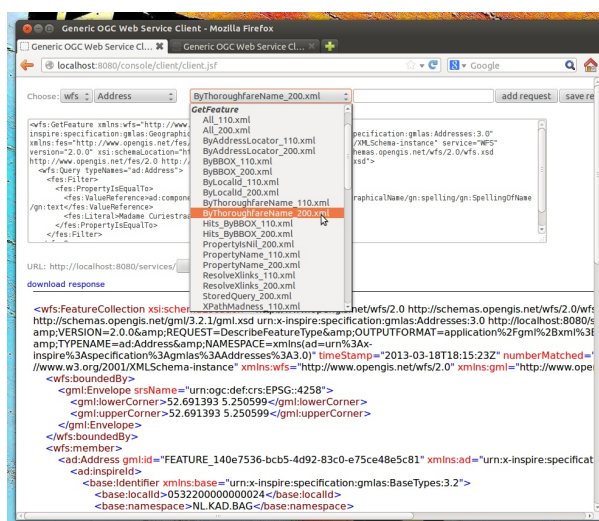 Generic OGC Web Service Client - Mozilla Firefox
Generic OGC Web Service Cl...
Generic OGC Web Service Cl...
localhost:8080/console/client/client.jsf
Google
Choose: wfs Address ByThoroughfareName_200.xml add request save re
GetFeature
All_110.xml
All_200.xml
ByAddressLocator_110.xml
ByAddressLocator_200.xml
ByBBOX_110.xml
ByBBOX_200.xml
ByLocalId_110.xml
ByLocalId_200.xml
ByThoroughfareName_110.xml
ByThoroughfareName_200.xml
Hits_ByBBOX_110.xml
Hits_ByBBOX_200.xml
PropertyIsNil_200.xml
PropertyName_110.xml
PropertyName_200.xml
ResolveXlinks_110.xml
ResolveXlinks_200.xml
StoredQuery_200.xml
XPathMadness_110.xml
<wfs:GetFeature xmlns:wfs="http://www.
inspire:specification:gmlas:Geographic pecification:gmlas:Addresses:3.0"
xmlns:fes="http://www.opengis.net/fes/ /XMLSchema-instance" service="WFS"
version="2.0.0" xsi:schemaLocation="ht hemas.opengis.net/wfs/2.0/wfs.xsd
http://www.opengis.net/fes/2.0 http:/ xsd">
<wfs:Query typeNames="ad:Address">
<fes:Filter>
<fes:PropertyIsEqualTo>
<fes:ValueReference>ad:compone raphicalName/gn:spelling/gn:SpellingOfName
/gn:text</fes:ValueReference>
<fes:Literal>Madame Curiestraa
</fes:PropertyIsEqualTo>
</fes:Filter>
URL: http://localhost:8080/services/
download response
<wfs:FeatureCollection xsi:schem .net/wfs/2.0 http://schemas.opengis.net/wfs/2.0/wfs
http://schemas.opengis.net/gml/3.2.1/gml.xsd urn:x-inspire:specification:gmlas:Addresses:3.0 http://localhost:8080/s
amp;VERSION=2.0.0&amp;REQUEST=DescribeFeatureType&amp;OUTPUTFORMAT=application%2Fgml%2Bxml%3B
amp;TYPENAME=ad:Address&amp;NAMESPACE=xmlns(ad=urn%3Ax-
inspire%3Aspecification%3Agmlas%3AAddresses%3A3.0)" timeStamp="2013-03-18T18:15:23Z" numberMatched="
//www.w3.org/2001/XMLSchema-instance" xmlns:wfs="http://www.opengis.net/wfs/2.0" xmlns:gml="http://www.open
<wfs:boundedBy>
<gml:Envelope srsName="urn:ogc:def:crs:EPSG::4258">
<gml:lowerCorner>52.691393 5.250599</gml:lowerCorner>
<gml:upperCorner>52.691393 5.250599</gml:upperCorner>
</gml:Envelope>
</wfs:boundedBy>
<wfs:member>
<ad:Address gml:id="FEATURE_140e7536-bcb5-4d92-83c0-e75ce48e5c81" xmlns:ad="urn:x-inspire:specificat
<ad:inspireId>
<base:Identifier xmlns:base="urn:x-inspire:specification:gmlas:BaseTypes:3.2">
<base:localId>0532200000000024</base:localId>
<base:namespace>NL.KAD.BAG</base:namespace>